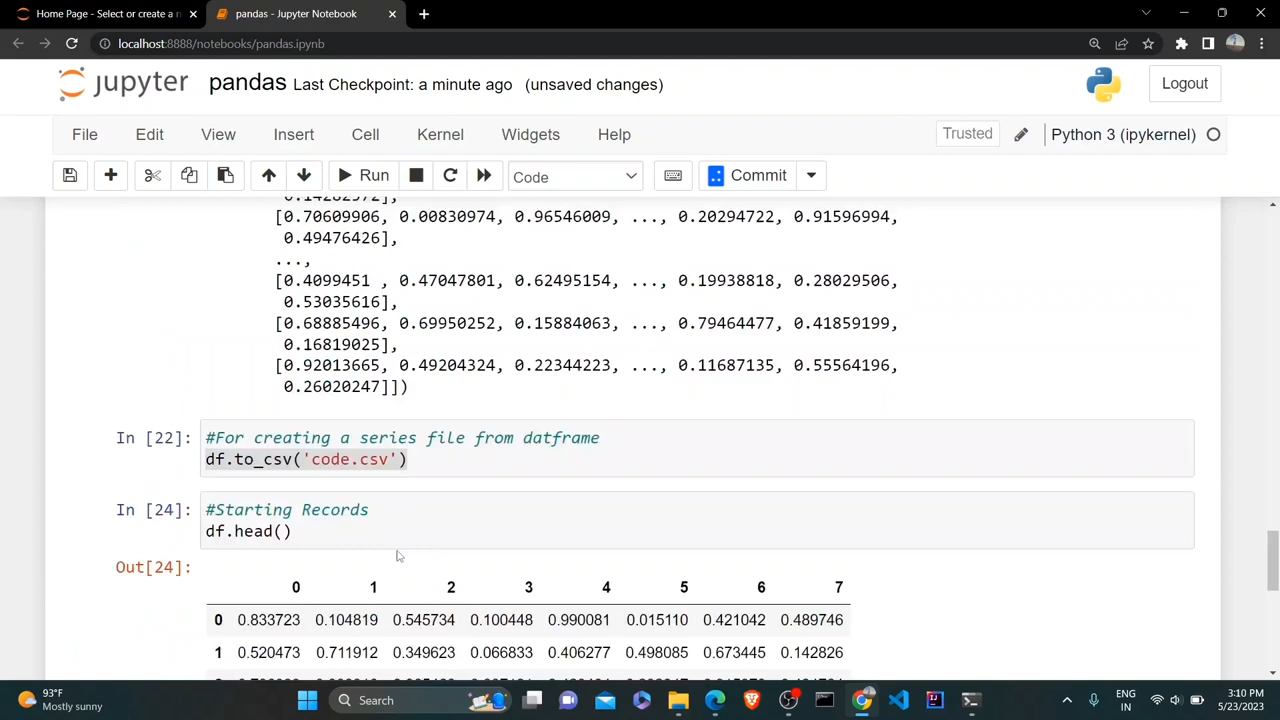 Home Page - Select or create a n
pandas - Jupyter Notebook
localhost:8888/notebooks/pandas.ipynb
jupyter pandas Last Checkpoint: a minute ago (unsaved changes)
Logout
File Edit View Insert Cell Kernel Widgets Help
Trusted
Python 3 (ipykernel)
Run
Code
Commit
0.14282972],
[0.70609906, 0.00830974, 0.96546009, ..., 0.20294722, 0.91596994,
0.49476426],
...,
[0.4099451 , 0.47047801, 0.62495154, ..., 0.19938818, 0.28029506,
0.53035616],
[0.68885496, 0.69950252, 0.15884063, ..., 0.79464477, 0.41859199,
0.16819025],
[0.92013665, 0.49204324, 0.22344223, ..., 0.11687135, 0.55564196,
0.26020247]])
In [22]: #For creating a series file from datframe
df.to_csv('code.csv')
In [24]: #Starting Records
df.head()
Out[24]:
0 1 2 3 4 5 6 7
0 0.833723 0.104819 0.545734 0.100448 0.990081 0.015110 0.421042 0.489746
1 0.520473 0.711912 0.349623 0.066833 0.406277 0.498085 0.673445 0.142826
93°F
Mostly sunny
Search
ENG
IN
3:10 PM
5/23/2023